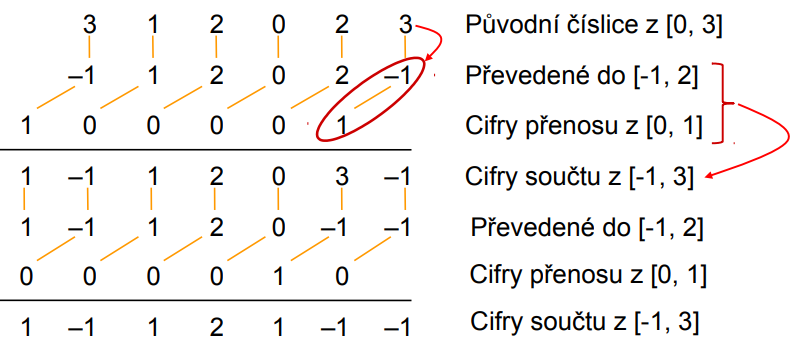 3 1 2 0 2 3 Původní číslice z [0, 3]
–1 1 2 0 2 –1 Převedené do [-1, 2]
1 0 0 0 0 1 Cifry přenosu z [0, 1]
1 –1 1 2 0 3 –1 Cifry součtu z [-1, 3]
1 –1 1 2 0 –1 –1 Převedené do [-1, 2]
0 0 0 0 1 0 Cifry přenosu z [0, 1]
1 –1 1 2 1 –1 –1 Cifry součtu z [-1, 3]